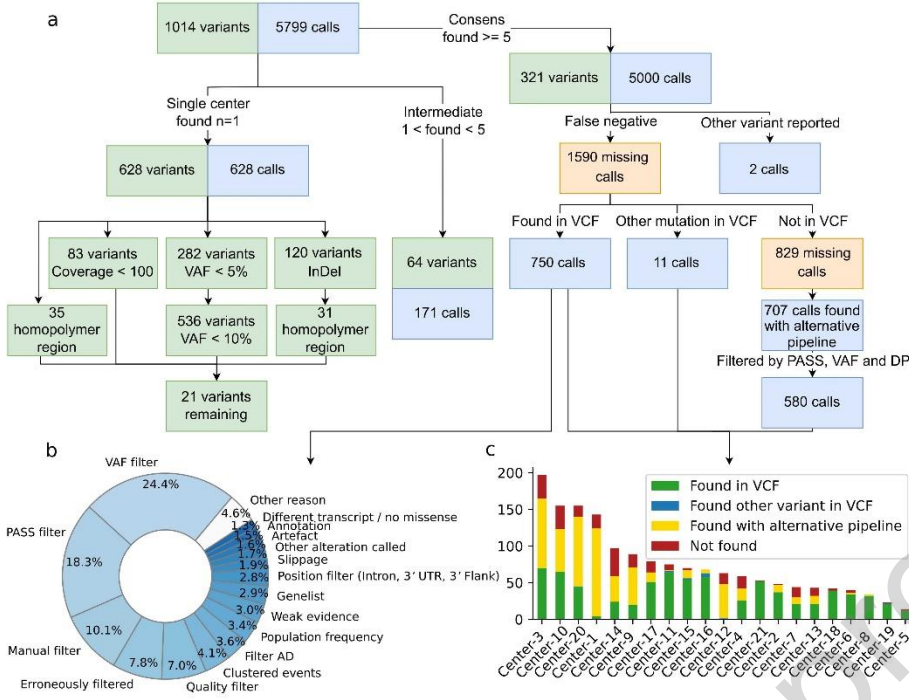 a
1014 variants
5799 calls
Consens
found >= 5
321 variants
5000 calls
Single center
found n=1
Intermediate
1 < found < 5
False negative
Other variant reported
628 variants
628 calls
1590 missing
calls
2 calls
Found in VCF
Other mutation in VCF
Not in VCF
83 variants
Coverage < 100
282 variants
VAF < 5%
120 variants
InDel
64 variants
171 calls
750 calls
11 calls
829 missing
calls
35
homopolymer
region
536 variants
VAF < 10%
31
homopolymer
region
707 calls found
with alternative
pipeline
Filtered by PASS, VAF and DP
580 calls
21 variants
remaining
b
VAF filter
24.4%
Other reason
4.6%
Different transcript / no missense
1.3%
Annotation
1.5%
Artefact
1.6%
Other alteration called
1.7%
Slippage
1.9%
Position filter (Intron, 3' UTR, 3' Flank)
2.8%
Genelist
2.9%
Weak evidence
3.0%
Population frequency
3.4%
Filter AD
3.6%
Clustered events
4.1%
Quality filter
7.0%
Erroneously filtered
7.8%
Manual filter
10.1%
PASS filter
18.3%
c
200
150
100
50
0
Found in VCF
Found other variant in VCF
Found with alternative pipeline
Not found
Center-3
Center-10
Center-20
Center-1
Center-14
Center-9
Center-17
Center-11
Center-15
Center-16
Center-12
Center-4
Center-21
Center-2
Center-7
Center-13
Center-18
Center-6
Center-8
Center-19
Center-5